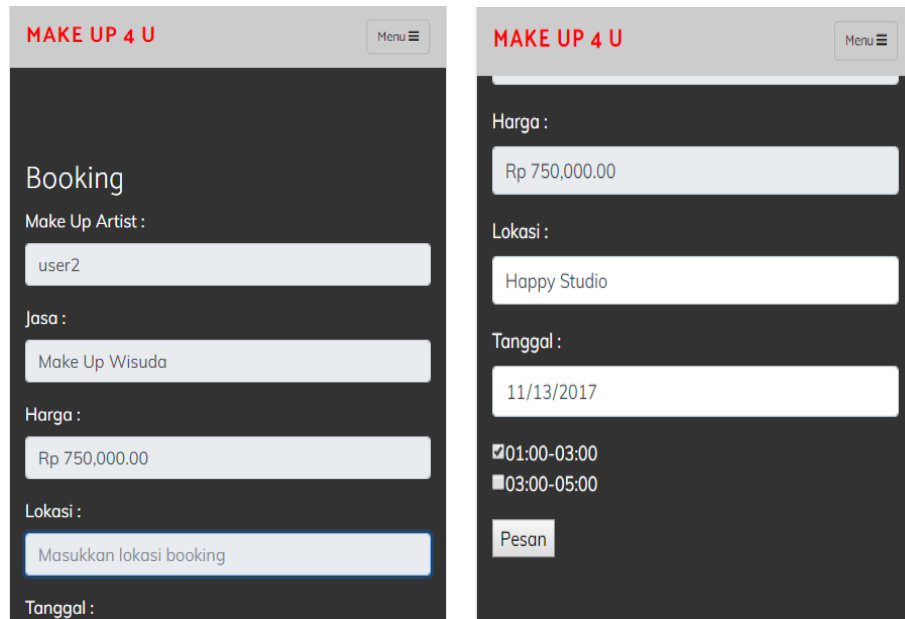 MAKE UP 4 U
Menu
Booking
Make Up Artist :
user2
Jasa :
Make Up Wisuda
Harga :
Rp 750,000.00
Lokasi :
Masukkan lokasi booking
Tanggal :
MAKE UP 4 U
Menu
Harga :
Rp 750,000.00
Lokasi :
Happy Studio
Tanggal :
11/13/2017
01:00-03:00
03:00-05:00
Pesan